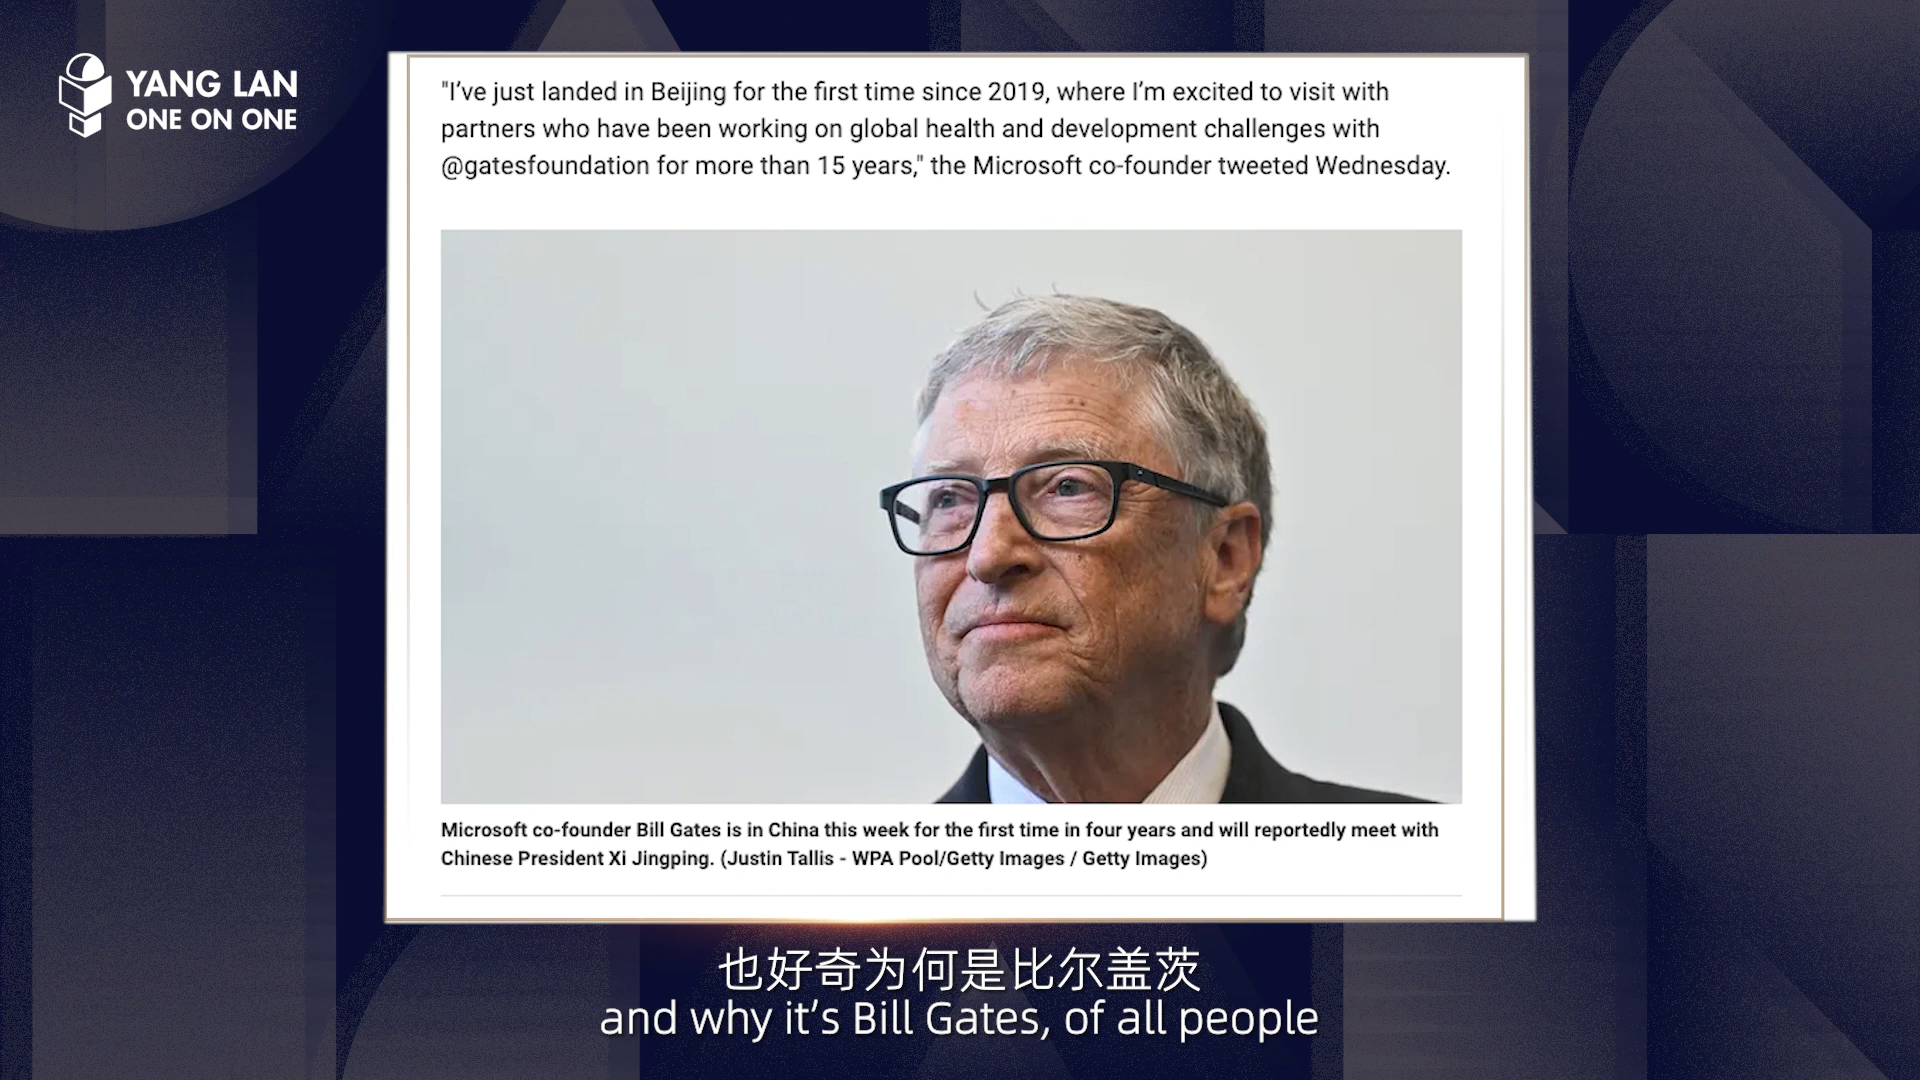 YANG LAN
ONE ON ONE
"I've just landed in Beijing for the first time since 2019, where I'm excited to visit with
partners who have been working on global health and development challenges with
@gatesfoundation for more than 15 years," the Microsoft co-founder tweeted Wednesday.
Microsoft co-founder Bill Gates is in China this week for the first time in four years and will reportedly meet with
Chinese President Xi Jingping. (Justin Tallis - WPA Pool/Getty Images / Getty Images)
也好奇为何是比尔盖茨
and why it's Bill Gates, of all people